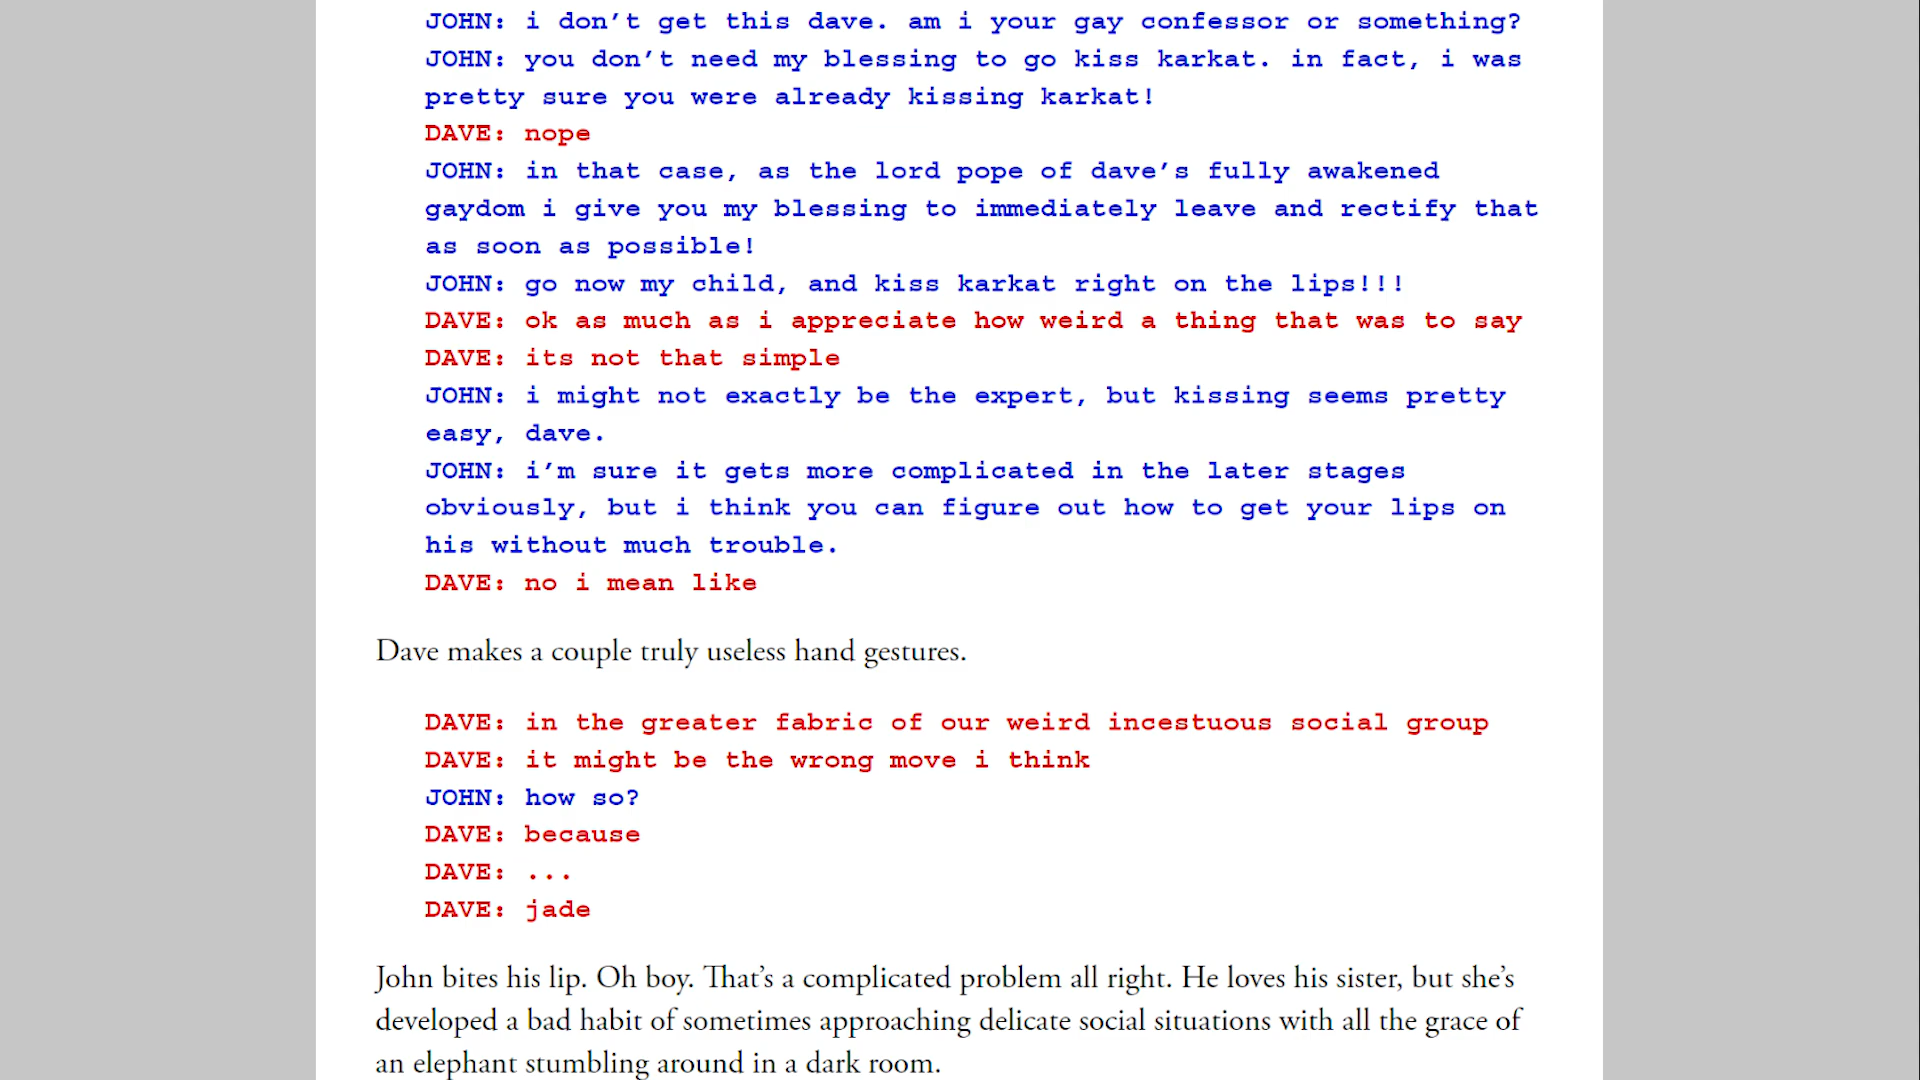 JOHN: i don’t get this dave. am i your gay confessor or something?
JOHN: you don’t need my blessing to go kiss karkat. in fact, i was
pretty sure you were already kissing karkat!
DAVE: nope
JOHN: in that case, as the lord pope of dave’s fully awakened
gaydom i give you my blessing to immediately leave and rectify that
as soon as possible!
JOHN: go now my child, and kiss karkat right on the lips!!!
DAVE: ok as much as i appreciate how weird a thing that was to say
DAVE: its not that simple
JOHN: i might not exactly be the expert, but kissing seems pretty
easy, dave.
JOHN: i’m sure it gets more complicated in the later stages
obviously, but i think you can figure out how to get your lips on
his without much trouble.
DAVE: no i mean like
Dave makes a couple truly useless hand gestures.
DAVE: in the greater fabric of our weird incestuous social group
DAVE: it might be the wrong move i think
JOHN: how so?
DAVE: because
DAVE: ...
DAVE: jade
John bites his lip. Oh boy. That’s a complicated problem all right. He loves his sister, but she’s
developed a bad habit of sometimes approaching delicate social situations with all the grace of
an elephant stumbling around in a dark room.